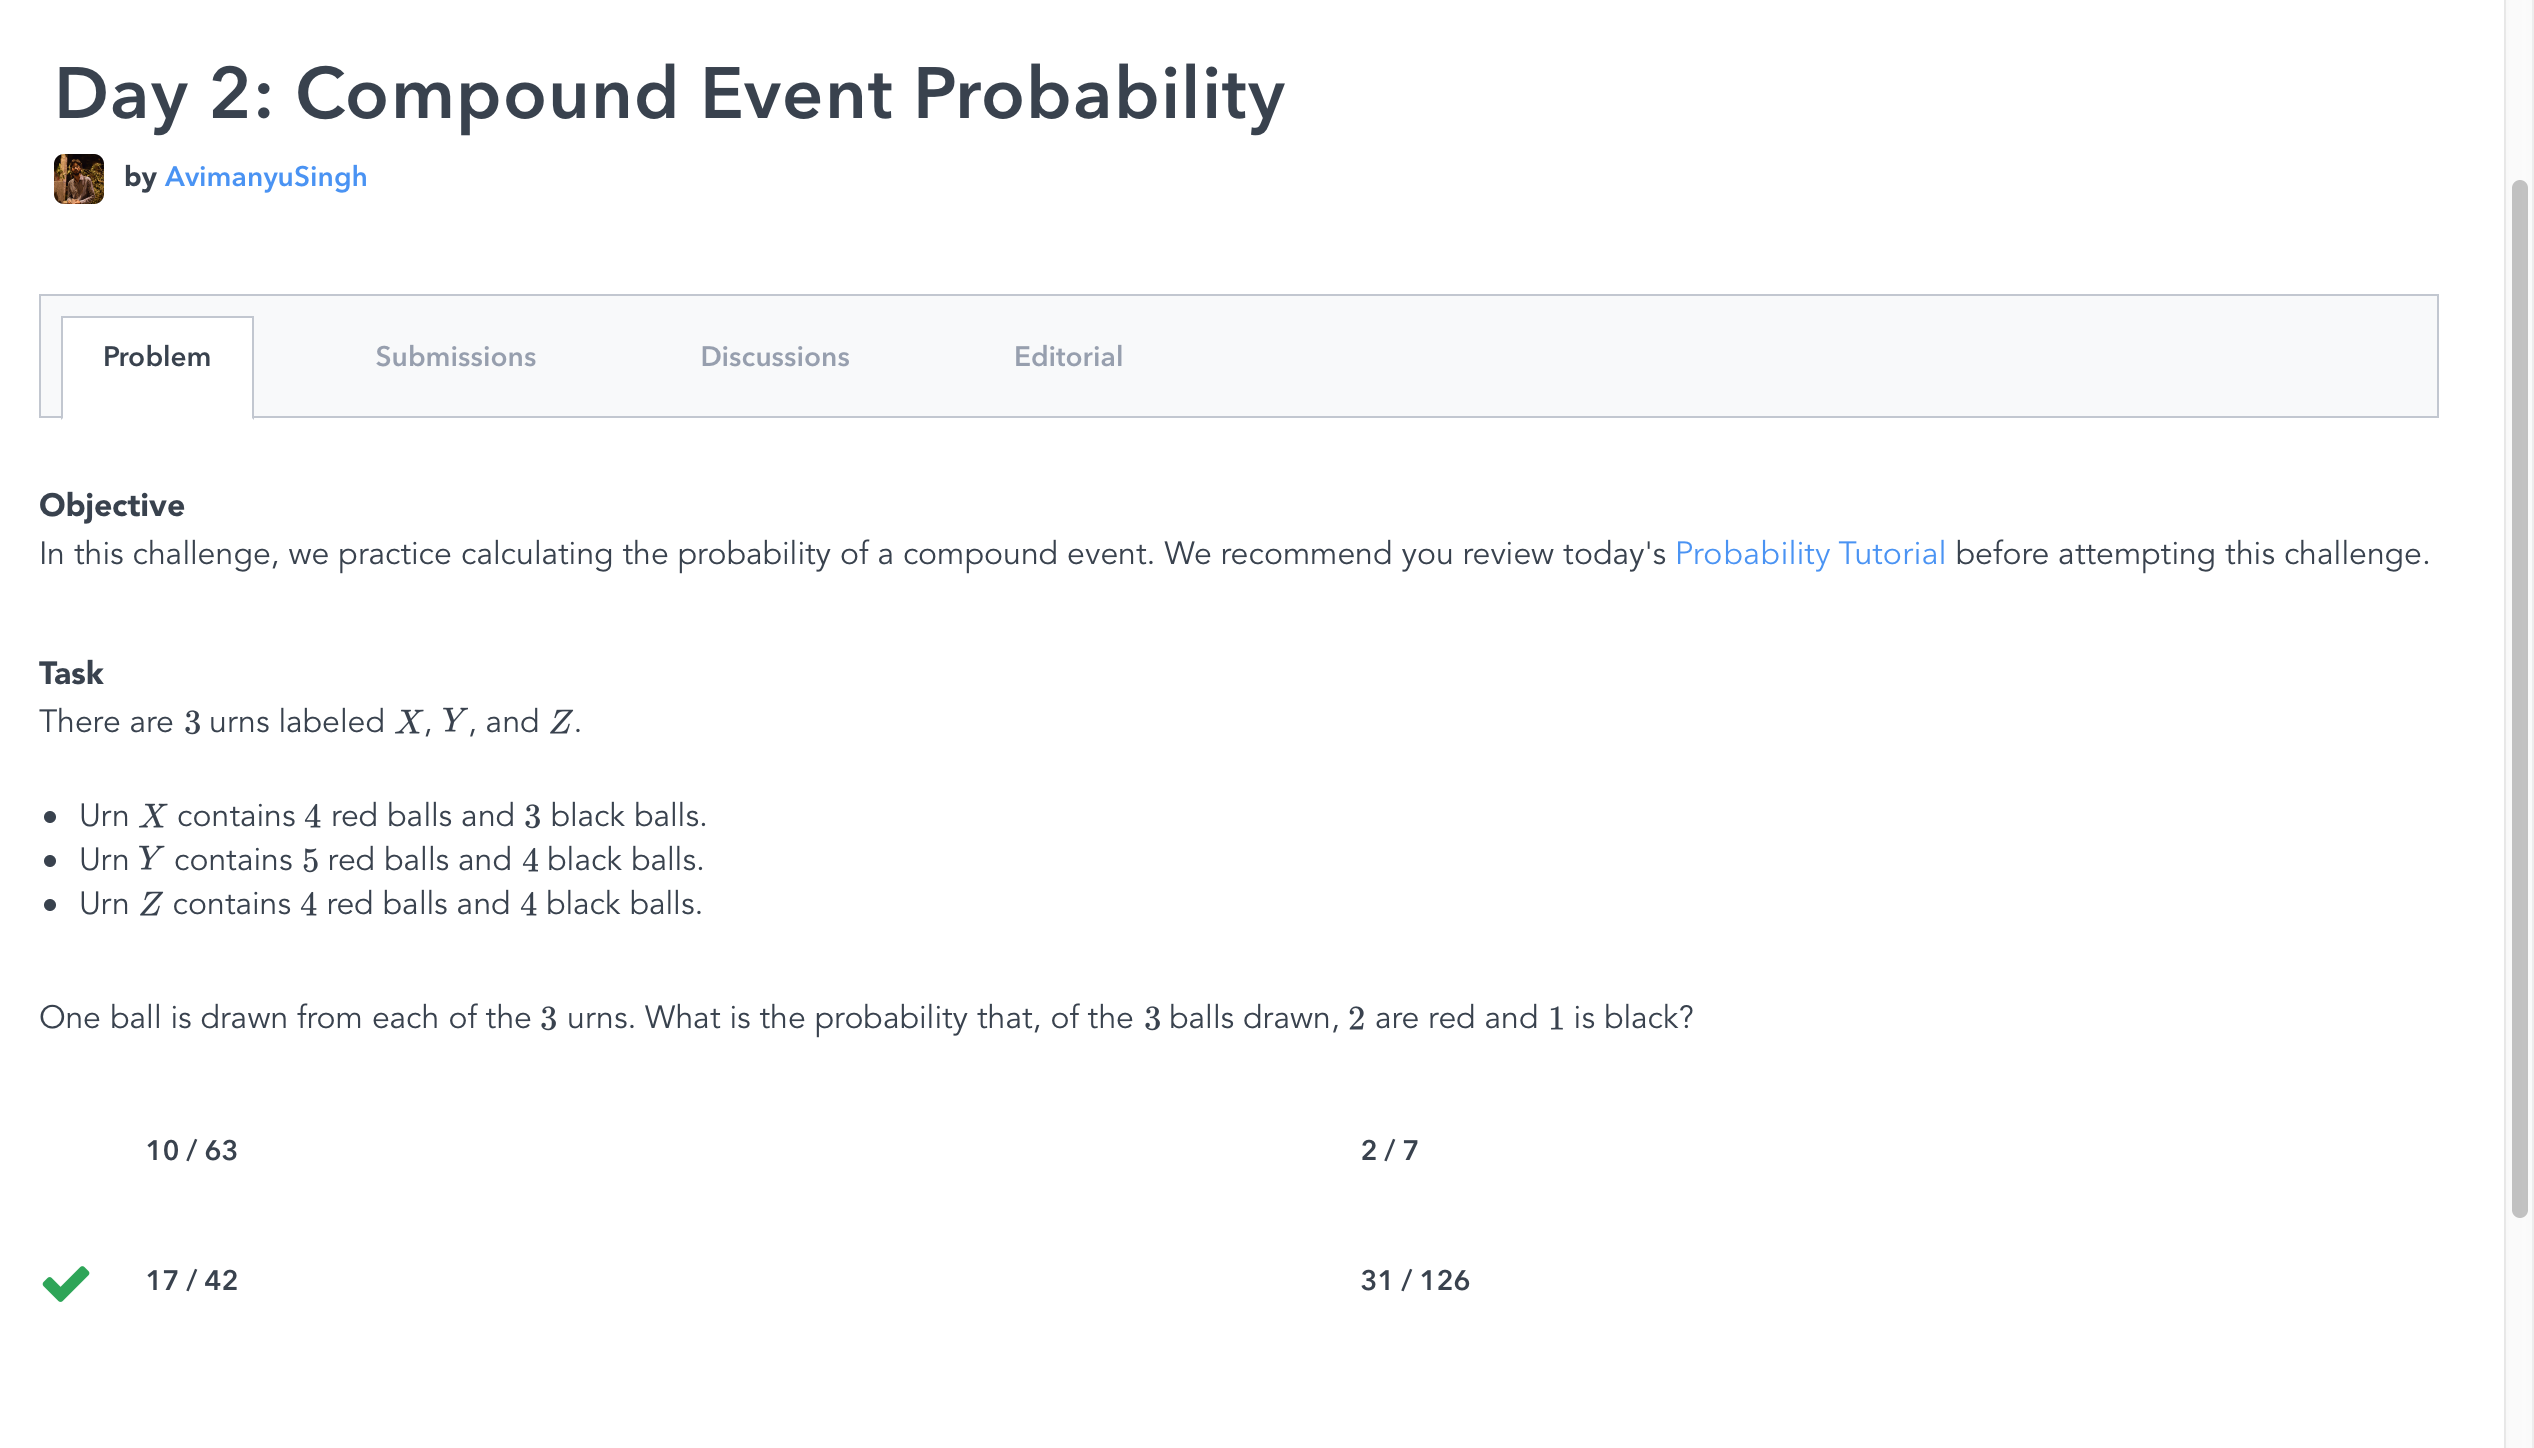 Day 2: Compound Event Probability
by AvimanyuSingh
Problem Submissions Discussions Editorial
Objective
In this challenge, we practice calculating the probability of a compound event. We recommend you review today's Probability Tutorial before attempting this challenge.
Task
There are 3 urns labeled X, Y, and Z.
• Urn X contains 4 red balls and 3 black balls.
• Urn Y contains 5 red balls and 4 black balls.
• Urn Z contains 4 red balls and 4 black balls.
One ball is drawn from each of the 3 urns. What is the probability that, of the 3 balls drawn, 2 are red and 1 is black?
10 / 63 2 / 7
17 / 42 31 / 126